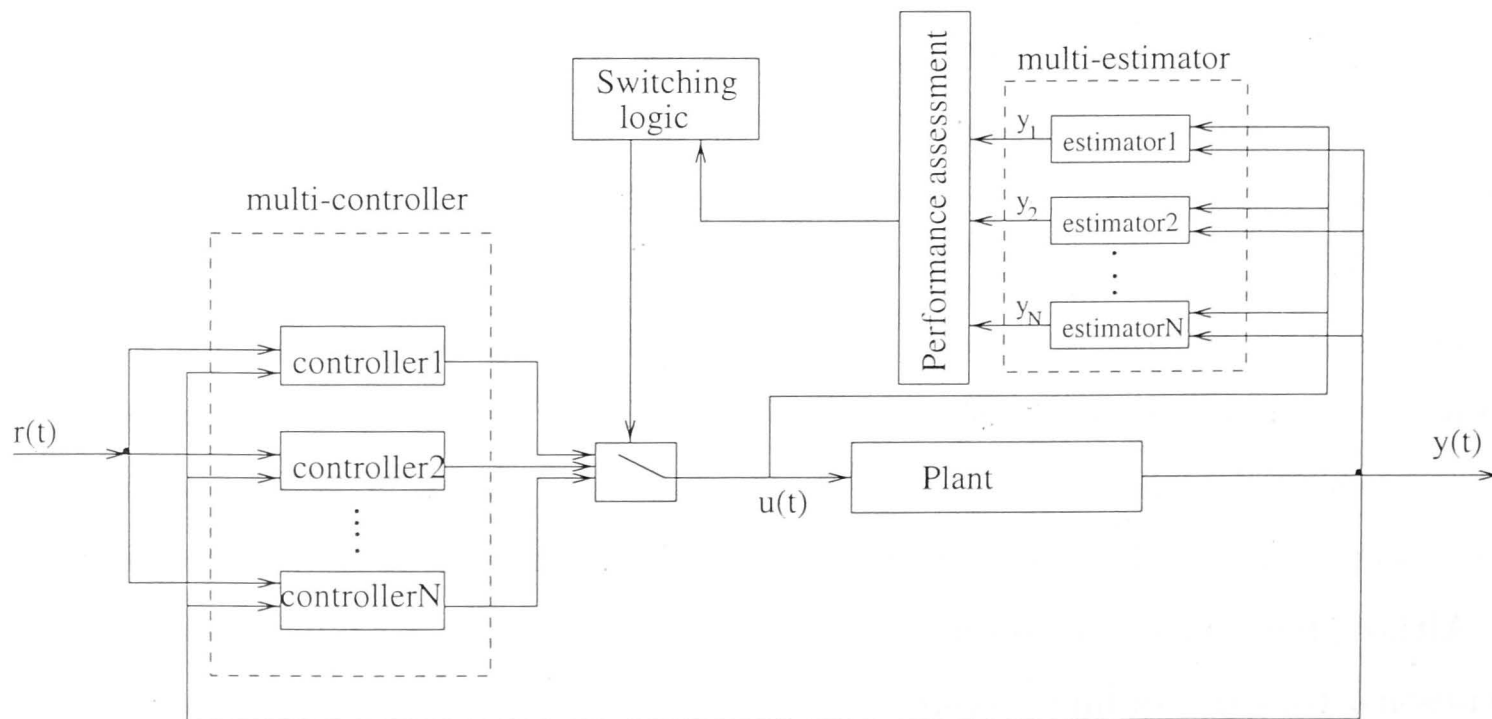 Switching
logic
Performance assessment
multi-estimator
y1
estimator1
y2
estimator2
yN
estimatorN
multi-controller
controller1
r(t)
controller2
controllerN
u(t)
Plant
y(t)